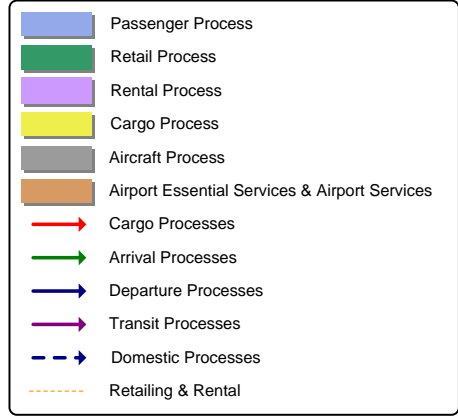 Passenger Process
Retail Process
Rental Process
Cargo Process
Aircraft Process
Airport Essential Services & Airport Services
Cargo Processes
Arrival Processes
Departure Processes
Transit Processes
Domestic Processes
Retailing & Rental